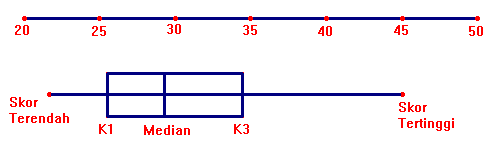 20 25 30 35 40 45 50
Skor
Terendah
K1 Median K3
Skor
Tertinggi